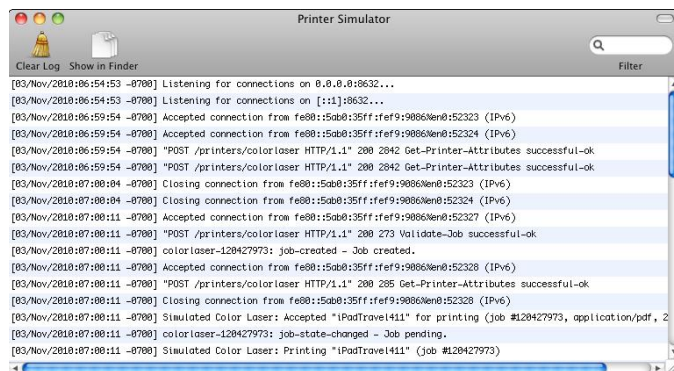 Printer Simulator
Clear Log Show in Finder
Filter
[03/Nov/2010:06:54:53 -0700] Listening for connections on 0.0.0.0:8632...
[03/Nov/2010:06:54:53 -0700] Listening for connections on [::1]:8632...
[03/Nov/2010:06:59:54 -0700] Accepted connection from fe80::5ab0:35ff:fef9:9086%en0:52323 (IPv6)
[03/Nov/2010:06:59:54 -0700] Accepted connection from fe80::5ab0:35ff:fef9:9086%en0:52324 (IPv6)
[03/Nov/2010:06:59:54 -0700] "POST /printers/colorlaser HTTP/1.1" 200 2842 Get-Printer-Attributes successful-ok
[03/Nov/2010:06:59:54 -0700] "POST /printers/colorlaser HTTP/1.1" 200 2842 Get-Printer-Attributes successful-ok
[03/Nov/2010:07:00:04 -0700] Closing connection from fe80::5ab0:35ff:fef9:9086%en0:52323 (IPv6)
[03/Nov/2010:07:00:04 -0700] Closing connection from fe80::5ab0:35ff:fef9:9086%en0:52324 (IPv6)
[03/Nov/2010:07:00:11 -0700] Accepted connection from fe80::5ab0:35ff:fef9:9086%en0:52327 (IPv6)
[03/Nov/2010:07:00:11 -0700] "POST /printers/colorlaser HTTP/1.1" 200 273 Validate-Job successful-ok
[03/Nov/2010:07:00:11 -0700] colorlaser-120427973: job-created - Job created.
[03/Nov/2010:07:00:11 -0700] Accepted connection from fe80::5ab0:35ff:fef9:9086%en0:52328 (IPv6)
[03/Nov/2010:07:00:11 -0700] "POST /printers/colorlaser HTTP/1.1" 200 285 Get-Printer-Attributes successful-ok
[03/Nov/2010:07:00:11 -0700] Closing connection from fe80::5ab0:35ff:fef9:9086%en0:52328 (IPv6)
[03/Nov/2010:07:00:11 -0700] Simulated Color Laser: Accepted "iPadTravel411" for printing (job #120427973, application/pdf, 2
[03/Nov/2010:07:00:11 -0700] colorlaser-120427973: job-state-changed - Job pending.
[03/Nov/2010:07:00:11 -0700] Simulated Color Laser: Printing "iPadTravel411" (job #120427973)